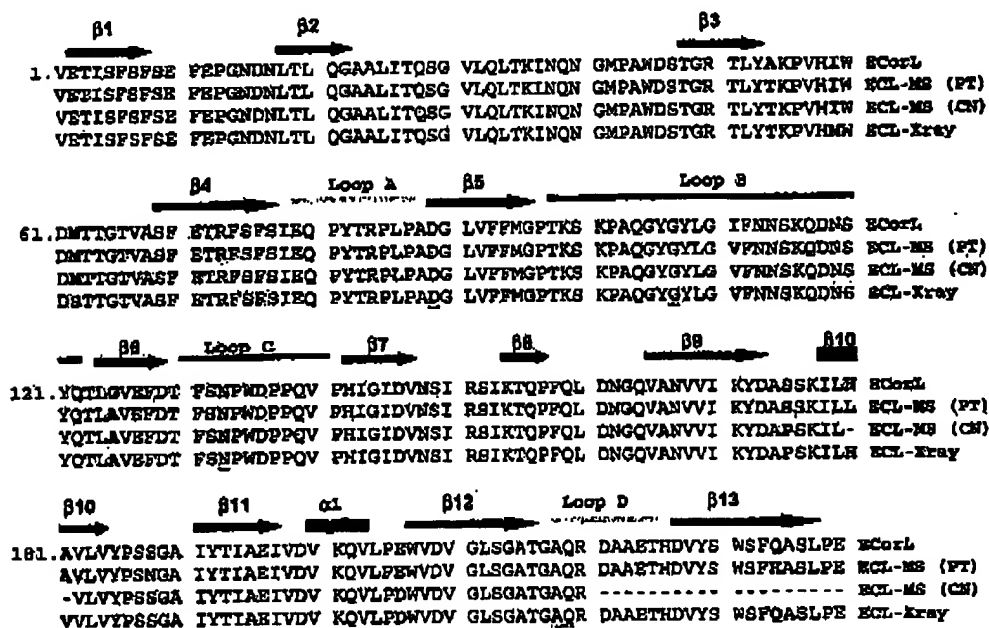 β1 β2 β3
1.VETISFSFSE FEPGNDNLTL QGAALITQSG VLQLTKINQN GMPAWDSTGR TLYAKPVHIW ECorL
VETISFSFSE FEPGNDNLTL QGAALITQSG VLQLTKINQN GMPAWDSTGR TLYTKPVHIW ECL-MS (PT)
VETISFSFSE FEPGNDNLTL QGAALITQSG VLQLTKINQN GMPAWDSTGR TLYTKPVHIW ECL-MS (CN)
VETISFSFSE FEPGNDNLTL QGAALITQSG VLQLTKINQN GMPAWDSTGR TLYTKPVHMW ECL-Xray
β4 Loop A β5 Loop B
61.DMTTGTVASF ETRFSFSIEQ PYTRPLPADG LVFFMGPTKS KPAQGYGYLG IFNNSKQDNS ECorL
DMTTGTVASF ETRFSFSIEQ PYTRPLPADG LVFFMGPTKS KPAQGYGYLG VFNNSKQDNS ECL-MS (PT)
DMTTGTVASF ETRFSFSIEQ PYTRPLPADG LVFFMGPTKS KPAQGYGYLG VFNNSKQDNS ECL-MS (CN)
DSTTGTVASF ETRFSFSIEQ PYTRPLPADG LVFFMGPTKS KPAQGYGYLG VFNNSKQDNS ECL-Xray
β6 Loop C β7 β8 β9 β10
121.YQTLGVEFDT FSNPWDPPQV PHIGIDVNSI RSIKTQPFQL DNGQVANVVI KYDASSKILH ECorL
YQTLAVEFDT FSNPWDPPQV PHIGIDVNSI RSIKTQPFQL DNGQVANVVI KYDASSKILL ECL-MS (PT)
YQTLAVEFDT FSNPWDPPQV PHIGIDVNSI RSIKTQPFQL DNGQVANVVI KYDAPSKIL- ECL-MS (CN)
YQTLAVEFDT FSNPWDPPQV PHIGIDVNSI RSIKTQPFQL DNGQVANVVI KYDAPSKILH ECL-Xray
β10 β11 α1 β12 Loop D β13
181.AVLVYPSSGA IYTIAEIVDV KQVLPEWVDV GLSGATGAQR DAAETHDVYS WSFQASLPE ECorL
AVLVYPSNGA IYTIAEIVDV KQVLPEWVDV GLSGATGAQR DAAETHDVYS WSFHASLPE ECL-MS (PT)
-VLVYPSSGA IYTIAEIVDV KQVLPEWVDV GLSGATGAQR ---------- --------- ECL-MS (CN)
VVLVYPSSGA IYTIAEIVDV KQVLPDWVDV GLSGATGAQR DAAETHDVYS WSFQASLPE ECL-Xray